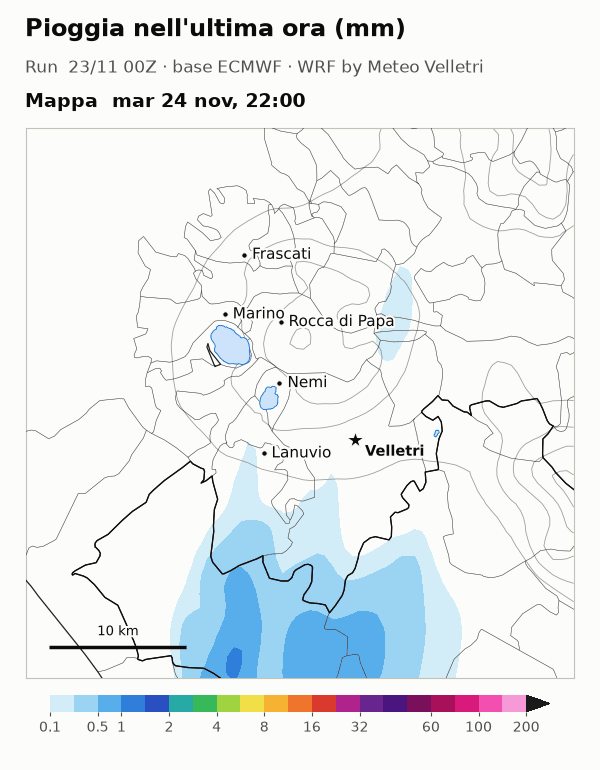 Pioggia nell'ultima ora (mm)
Run  23/11 00Z · base ECMWF · WRF by Meteo Velletri
Mappa  mar 24 nov, 22:00
Frascati
Marino
Rocca di Papa
Nemi
Velletri
Lanuvio
10 km
0.1 0.5 1 2 4 8 16 32 60 100 200